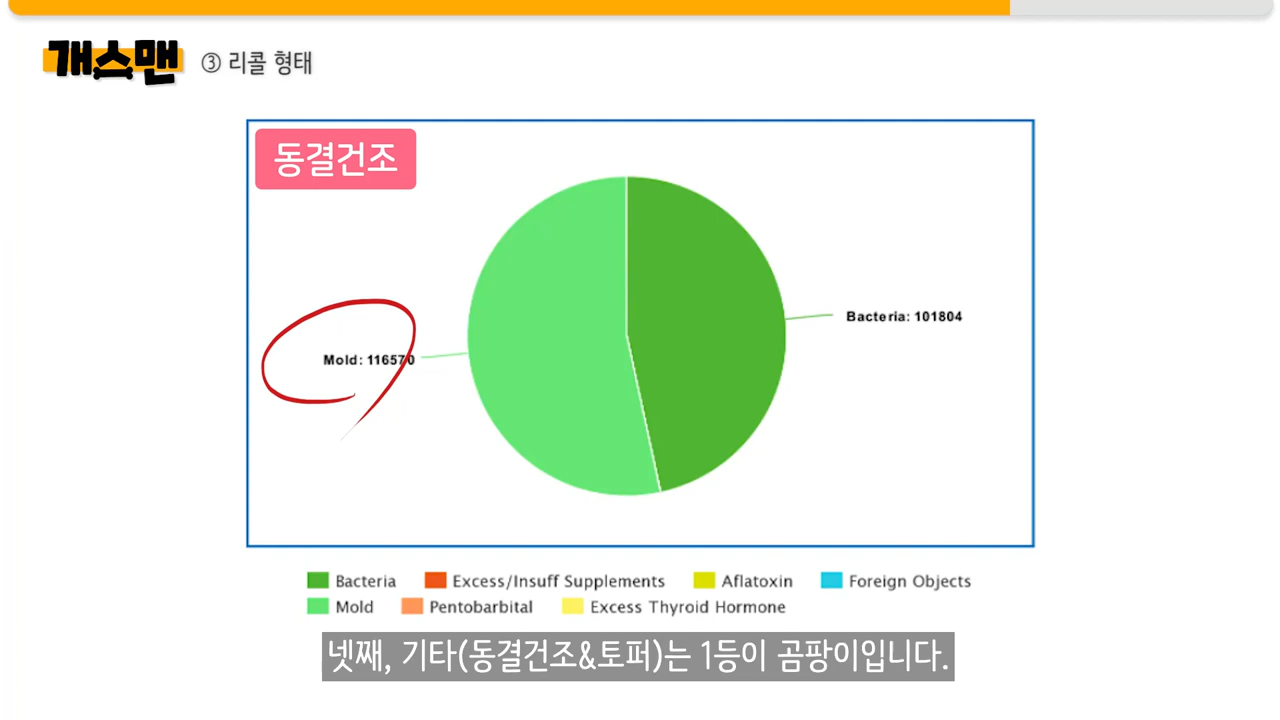 개스맨
③ 리콜 형태
동결건조
Bacteria: 101804
Mold: 116570
Bacteria
Excess/Insuff Supplements
Aflatoxin
Foreign Objects
Mold
Pentobarbital
Excess Thyroid Hormone
넷째, 기타(동결건조&토퍼)는 1등이 곰팡이입니다.